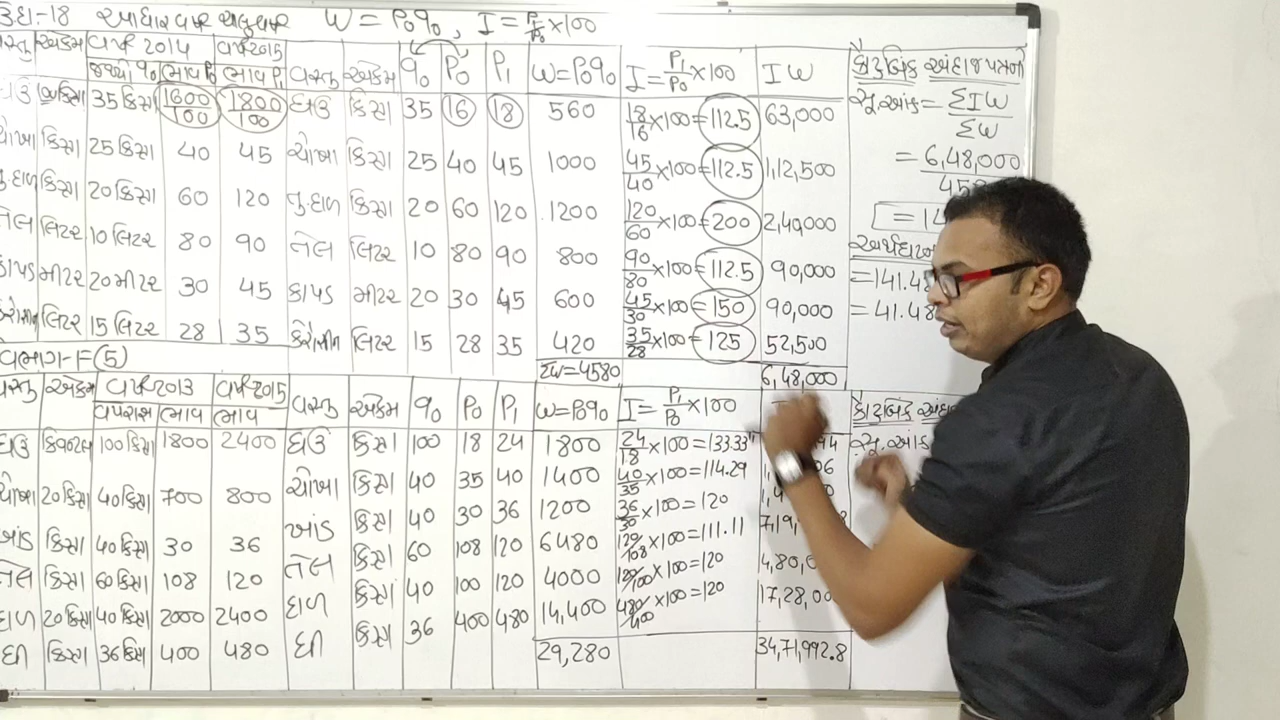 ઉદા-18 આધાર વર્ષ ચાલુ વર્ષ W = P₀q₀, I = P₁/P₀ × 100
વસ્તુ એકમ વર્ષ 2014 વર્ષ 2015 વસ્તુ એકમ q₀ P₀ P₁ W = P₀q₀ I = P₁/P₀ × 100 IW
જથ્થો q₀ ભાવ P₀ ભાવ P₁
ઘઉં કિગ્રા 35 કિગ્રા 1600/100 1800/100 ઘઉં કિગ્રા 35 16 18 560 18/16 × 100 = 112.5 63,000
ચોખા કિગ્રા 25 કિગ્રા 40 45 ચોખા કિગ્રા 25 40 45 1000 45/40 × 100 = 112.5 1,12,500
તુ.દાળ કિગ્રા 20 કિગ્રા 60 120 તુ.દાળ કિગ્રા 20 60 120 1200 120/60 × 100 = 200 2,40,000
તેલ લિટર 10 લિટર 80 90 તેલ લિટર 10 80 90 800 90/80 × 100 = 112.5 90,000
કાપડ મીટર 20 મીટર 30 45 કાપડ મીટર 20 30 45 600 45/30 × 100 = 150 90,000
કેરોસીન લિટર 15 લિટર 28 35 કેરોસીન લિટર 15 28 35 420 35/28 × 100 = 125 52,500
ΣW = 4580 6,48,000
કૌટુંબિક અંદાજપત્રનો
સૂ.આંક = ΣIW/ΣW
= 6,48,000
= 141.48
= 41.48
વિભાગ-F (5)
વસ્તુ એકમ વર્ષ 2013 વર્ષ 2015 વસ્તુ એકમ q₀ P₀ P₁ W = P₀q₀ I = P₁/P₀ × 100
વપરાશ ભાવ ભાવ
ઘઉં ક્વિન્ટલ 100 કિગ્રા 1800 2400 ઘઉં કિગ્રા 100 18 24 1800 24/18 × 100 = 133.33
ચોખા 20 કિગ્રા 40 કિગ્રા 700 800 ચોખા કિગ્રા 40 35 40 1400 40/35 × 100 = 114.29
ખાંડ કિગ્રા 40 કિગ્રા 30 36 ખાંડ કિગ્રા 40 30 36 1200 36/30 × 100 = 120
તેલ કિગ્રા 60 કિગ્રા 108 120 તેલ કિગ્રા 60 108 120 6480 120/108 × 100 = 111.11
દાળ 20 કિગ્રા 40 કિગ્રા 2000 2400 દાળ કિગ્રા 40 100 120 4000 120/100 × 100 = 120
ઘી કિગ્રા 36 કિગ્રા 400 480 ઘી કિગ્રા 36 400 480 14,400 480/400 × 100 = 120
29,280 34,71,992.8
કૌટુંબિક
સૂ.આંક